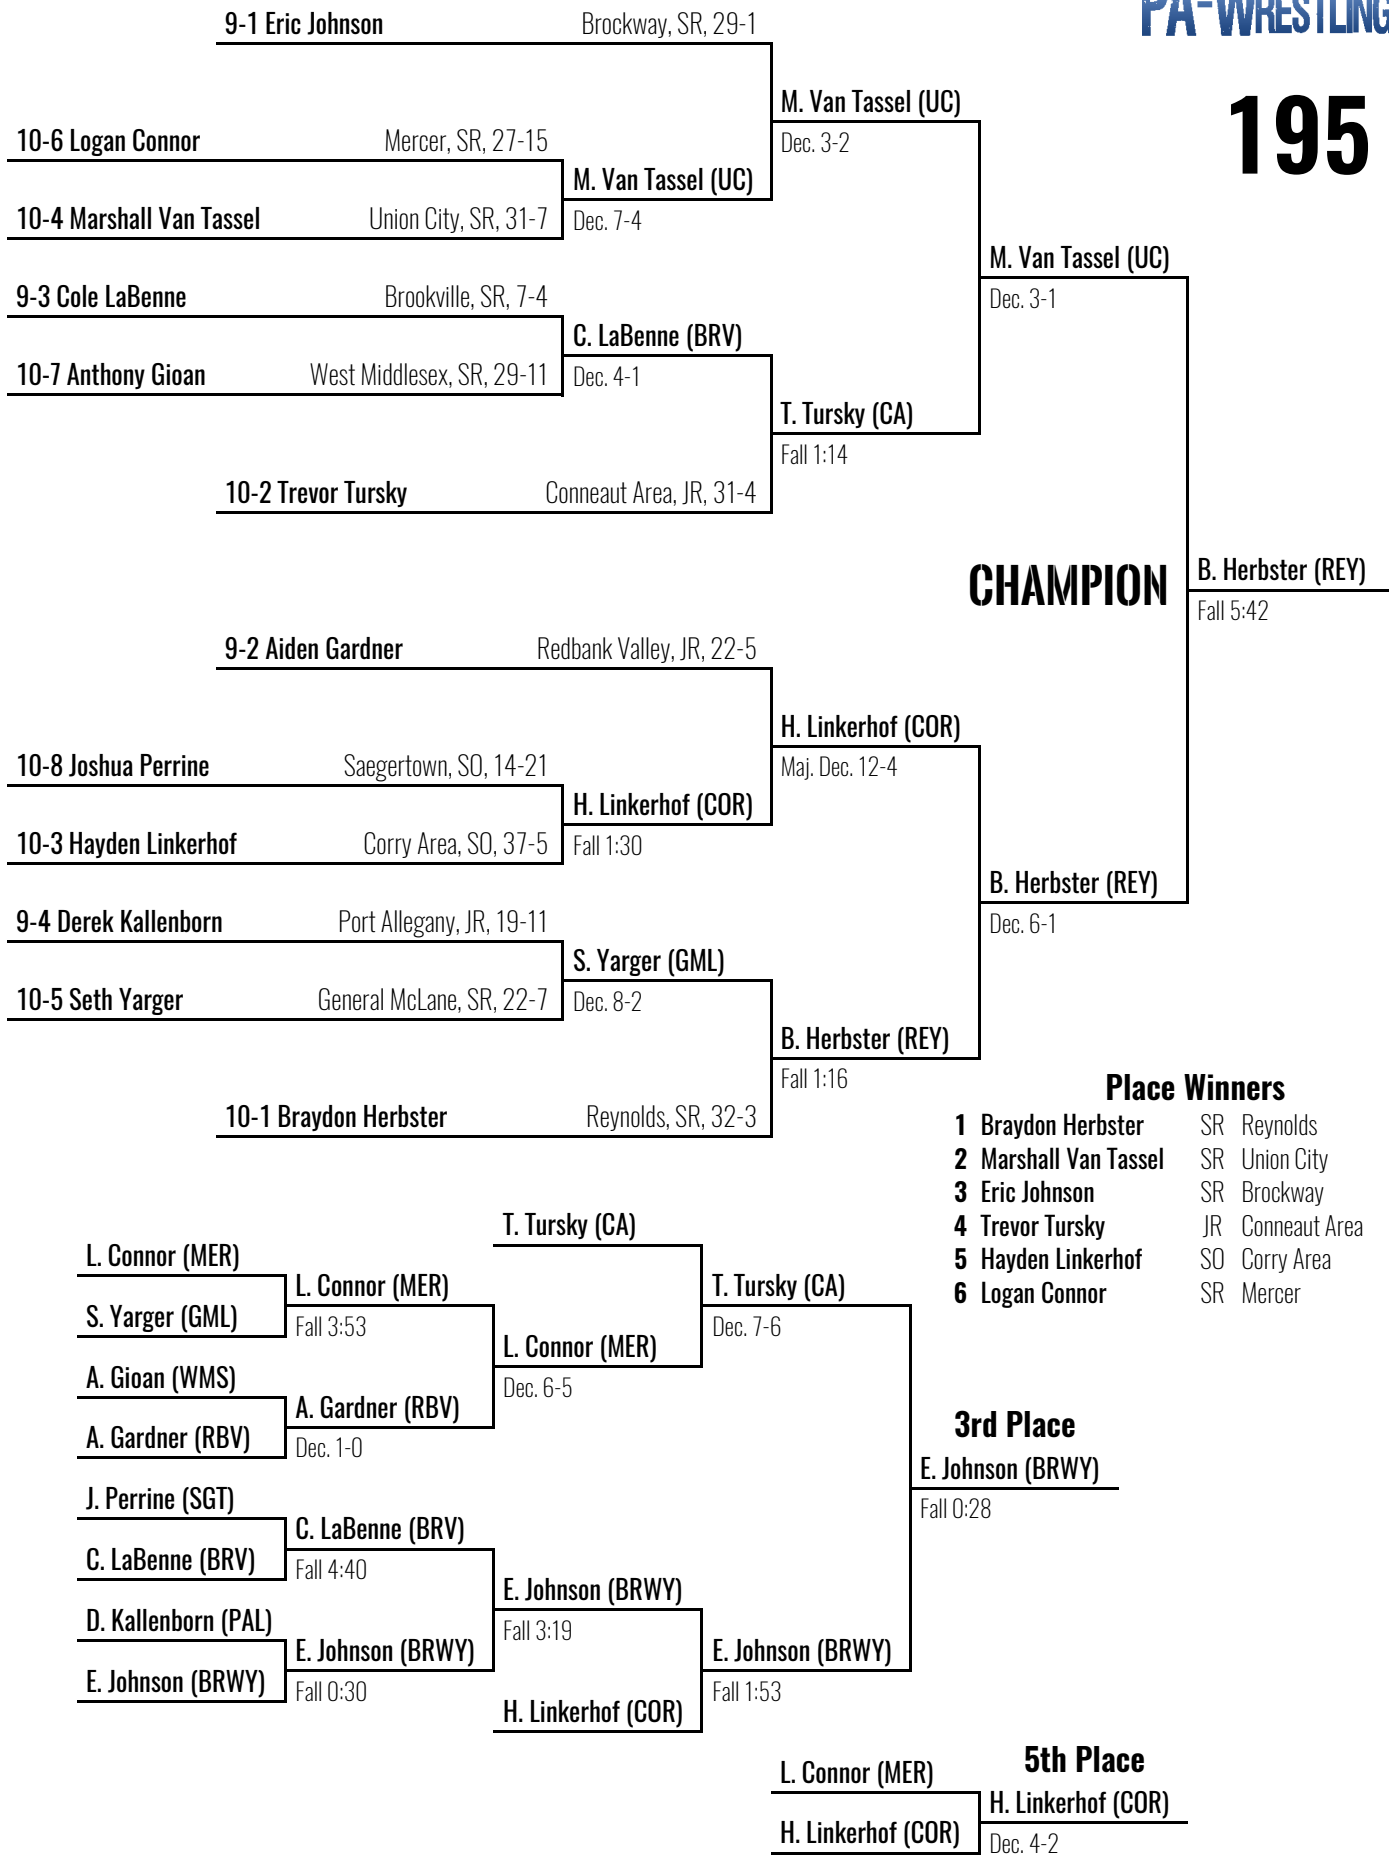 PA-WRESTLING
195
9-1 Eric Johnson Brockway, SR, 29-1
M. Van Tassel (UC)
Dec. 3-2
10-6 Logan Connor Mercer, SR, 27-15
M. Van Tassel (UC)
Dec. 7-4
10-4 Marshall Van Tassel Union City, SR, 31-7
M. Van Tassel (UC)
Dec. 3-1
9-3 Cole LaBenne Brookville, SR, 7-4
C. LaBenne (BRV)
Dec. 4-1
10-7 Anthony Gioan West Middlesex, SR, 29-11
T. Tursky (CA)
Fall 1:14
10-2 Trevor Tursky Conneaut Area, JR, 31-4
CHAMPION
B. Herbster (REY)
Fall 5:42
9-2 Aiden Gardner Redbank Valley, JR, 22-5
H. Linkerhof (COR)
Maj. Dec. 12-4
10-8 Joshua Perrine Saegertown, SO, 14-21
H. Linkerhof (COR)
Fall 1:30
10-3 Hayden Linkerhof Corry Area, SO, 37-5
B. Herbster (REY)
Dec. 6-1
9-4 Derek Kallenborn Port Allegany, JR, 19-11
S. Yarger (GML)
Dec. 8-2
10-5 Seth Yarger General McLane, SR, 22-7
B. Herbster (REY)
Fall 1:16
10-1 Braydon Herbster Reynolds, SR, 32-3
Place Winners
1 Braydon Herbster SR Reynolds
2 Marshall Van Tassel SR Union City
3 Eric Johnson SR Brockway
4 Trevor Tursky JR Conneaut Area
5 Hayden Linkerhof SO Corry Area
6 Logan Connor SR Mercer
T. Tursky (CA)
L. Connor (MER)
L. Connor (MER)
Fall 3:53
S. Yarger (GML)
T. Tursky (CA)
Dec. 7-6
L. Connor (MER)
Dec. 6-5
A. Gioan (WMS)
A. Gardner (RBV)
Dec. 1-0
A. Gardner (RBV)
3rd Place
E. Johnson (BRWY)
Fall 0:28
J. Perrine (SGT)
C. LaBenne (BRV)
Fall 4:40
C. LaBenne (BRV)
E. Johnson (BRWY)
Fall 3:19
D. Kallenborn (PAL)
E. Johnson (BRWY)
Fall 0:30
E. Johnson (BRWY)
E. Johnson (BRWY)
Fall 1:53
H. Linkerhof (COR)
5th Place
L. Connor (MER)
H. Linkerhof (COR)
Dec. 4-2
H. Linkerhof (COR)